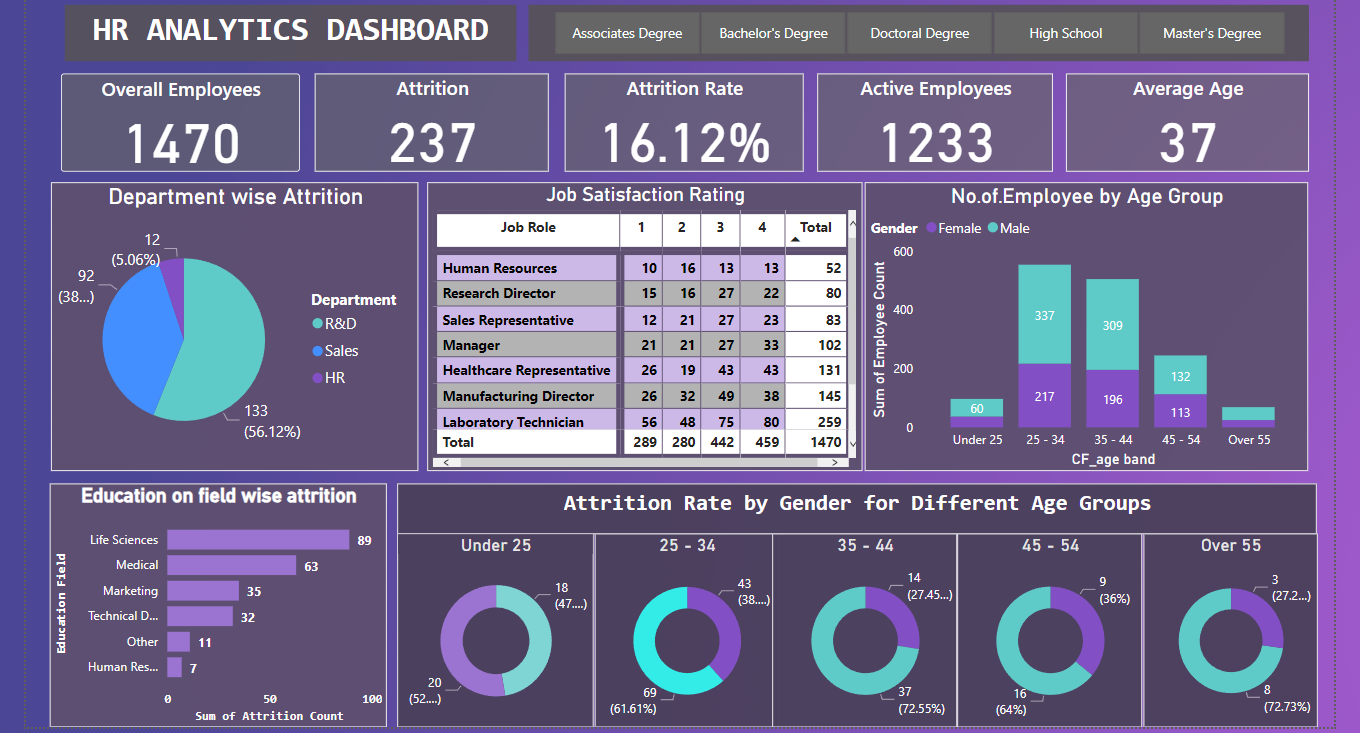 HR ANALYTICS DASHBOARD
Associates Degree
Bachelor's Degree
Doctoral Degree
High School
Master's Degree
Overall Employees
1470
Attrition
237
Attrition Rate
16.12%
Active Employees
1233
Average Age
37
Department wise Attrition
12
(5.06%)
92
(38...)
133
(56.12%)
Department
R&D
Sales
HR
Job Satisfaction Rating
Job Role 1 2 3 4 Total
Human Resources 10 16 13 13 52
Research Director 15 16 27 22 80
Sales Representative 12 21 27 23 83
Manager 21 21 27 33 102
Healthcare Representative 26 19 43 43 131
Manufacturing Director 26 32 49 38 145
Laboratory Technician 56 48 75 80 259
Total 289 280 442 459 1470
No.of.Employee by Age Group
Gender Female Male
Sum of Employee Count
600
400
200
0
337
217
309
196
132
113
60
Under 25 25 - 34 35 - 44 45 - 54 Over 55
CF_age band
Education on field wise attrition
Education Field
Life Sciences 89
Medical 63
Marketing 35
Technical D... 32
Other 11
Human Res... 7
0 50 100
Sum of Attrition Count
Attrition Rate by Gender for Different Age Groups
Under 25
18
(47....)
20
(52....)
25 - 34
43
(38....)
69
(61.61%)
35 - 44
14
(27.45...)
37
(72.55%)
45 - 54
9
(36%)
16
(64%)
Over 55
3
(27.2...)
8
(72.73%)